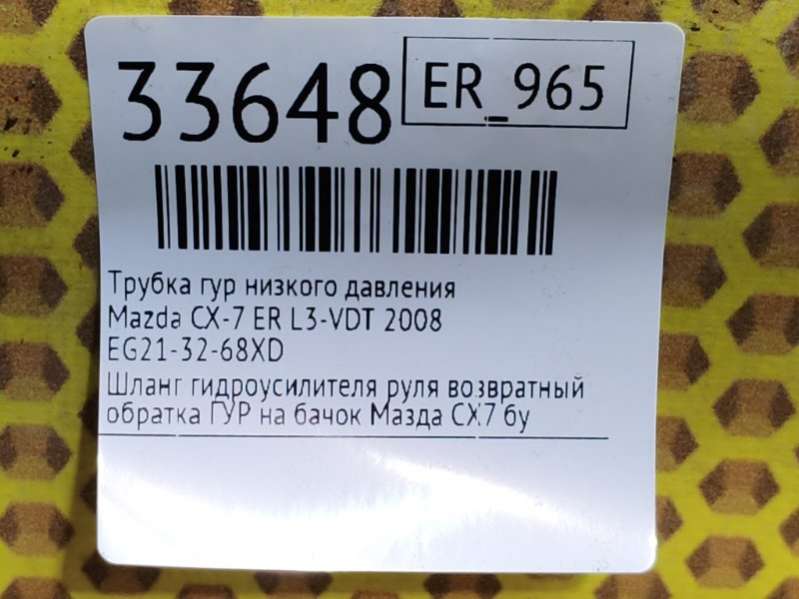 33648
ER_965
Трубка гур низкого давления
Mazda CX-7 ER L3-VDT 2008
EG21-32-68XD
Шланг гидроусилителя руля возвратный
обратка ГУР на бачок Мазда СХ7 бу